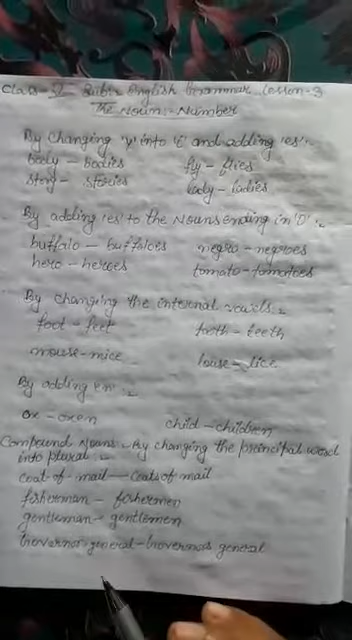 Class - V - Rubix English Grammar Lesson-3
The Noun - Number
By changing 'y' into 'i' and adding 'es' :-
body - bodies fly - flies
story - stories lady - ladies
By adding 'es' to the Nouns ending in 'O' :-
buffalo - buffaloes negro - negroes
hero - heroes tomato - tomatoes
By changing the internal vowels :-
foot - feet tooth - teeth
mouse - mice louse - lice
By adding en :-
ox - oxen child - children
Compound Nouns - By changing the principal word
into plural :-
coat of mail - coats of mail
fisherman - fishermen
gentleman - gentlemen
Governor-general - Governors general